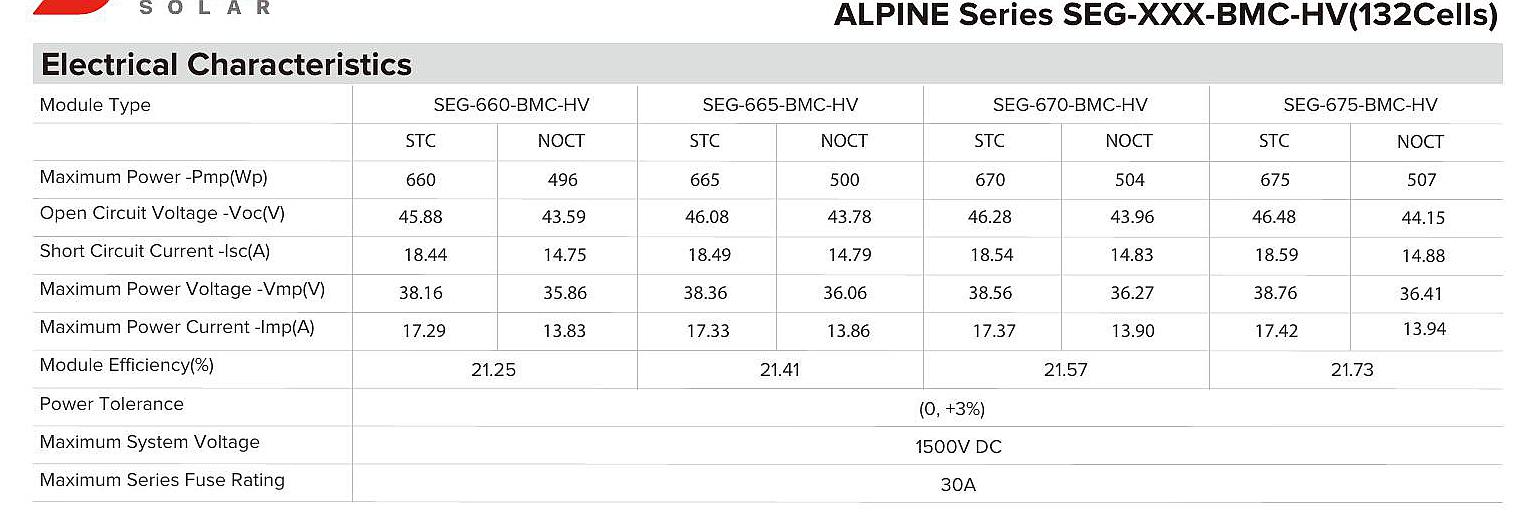 SOLAR
ALPINE Series SEG-XXX-BMC-HV(132Cells)
Electrical Characteristics
Module Type SEG-660-BMC-HV SEG-665-BMC-HV SEG-670-BMC-HV SEG-675-BMC-HV
STC NOCT STC NOCT STC NOCT STC NOCT
Maximum Power -Pmp(Wp) 660 496 665 500 670 504 675 507
Open Circuit Voltage -Voc(V) 45.88 43.59 46.08 43.78 46.28 43.96 46.48 44.15
Short Circuit Current -Isc(A) 18.44 14.75 18.49 14.79 18.54 14.83 18.59 14.88
Maximum Power Voltage -Vmp(V) 38.16 35.86 38.36 36.06 38.56 36.27 38.76 36.41
Maximum Power Current -Imp(A) 17.29 13.83 17.33 13.86 17.37 13.90 17.42 13.94
Module Efficiency(%) 21.25 21.41 21.57 21.73
Power Tolerance (0, +3%)
Maximum System Voltage 1500V DC
Maximum Series Fuse Rating 30A